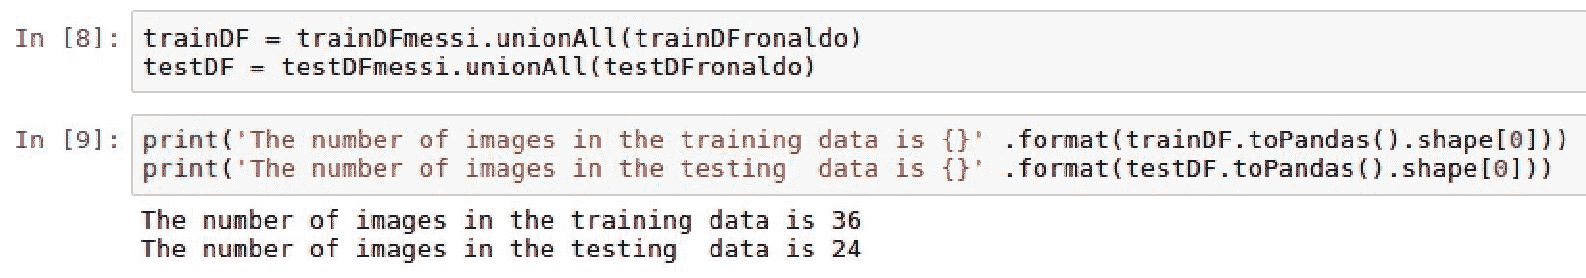 In [8]: trainDF = trainDFmessi.unionAll(trainDFronaldo)
testDF = testDFmessi.unionAll(testDFronaldo)
In [9]: print('The number of images in the training data is {}' .format(trainDF.toPandas().shape[0]))
print('The number of images in the testing  data is {}' .format(testDF.toPandas().shape[0]))
The number of images in the training data is 36
The number of images in the testing  data is 24